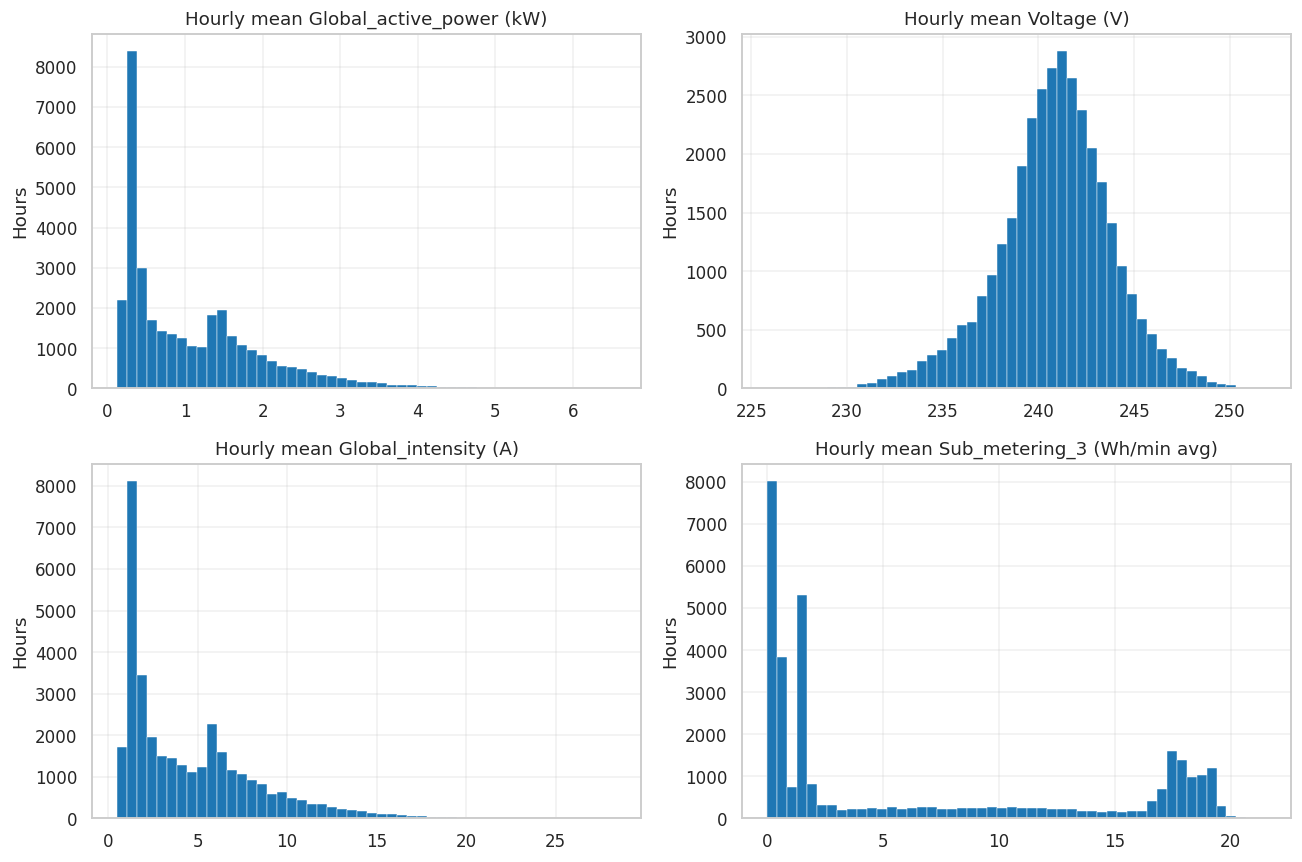 Hourly mean Global_active_power (kW)
Hours
8000
7000
6000
5000
4000
3000
2000
1000
0
0 1 2 3 4 5 6
Hourly mean Voltage (V)
Hours
3000
2500
2000
1500
1000
500
0
225 230 235 240 245 250
Hourly mean Global_intensity (A)
Hours
8000
7000
6000
5000
4000
3000
2000
1000
0
0 5 10 15 20 25
Hourly mean Sub_metering_3 (Wh/min avg)
Hours
8000
7000
6000
5000
4000
3000
2000
1000
0
0 5 10 15 20